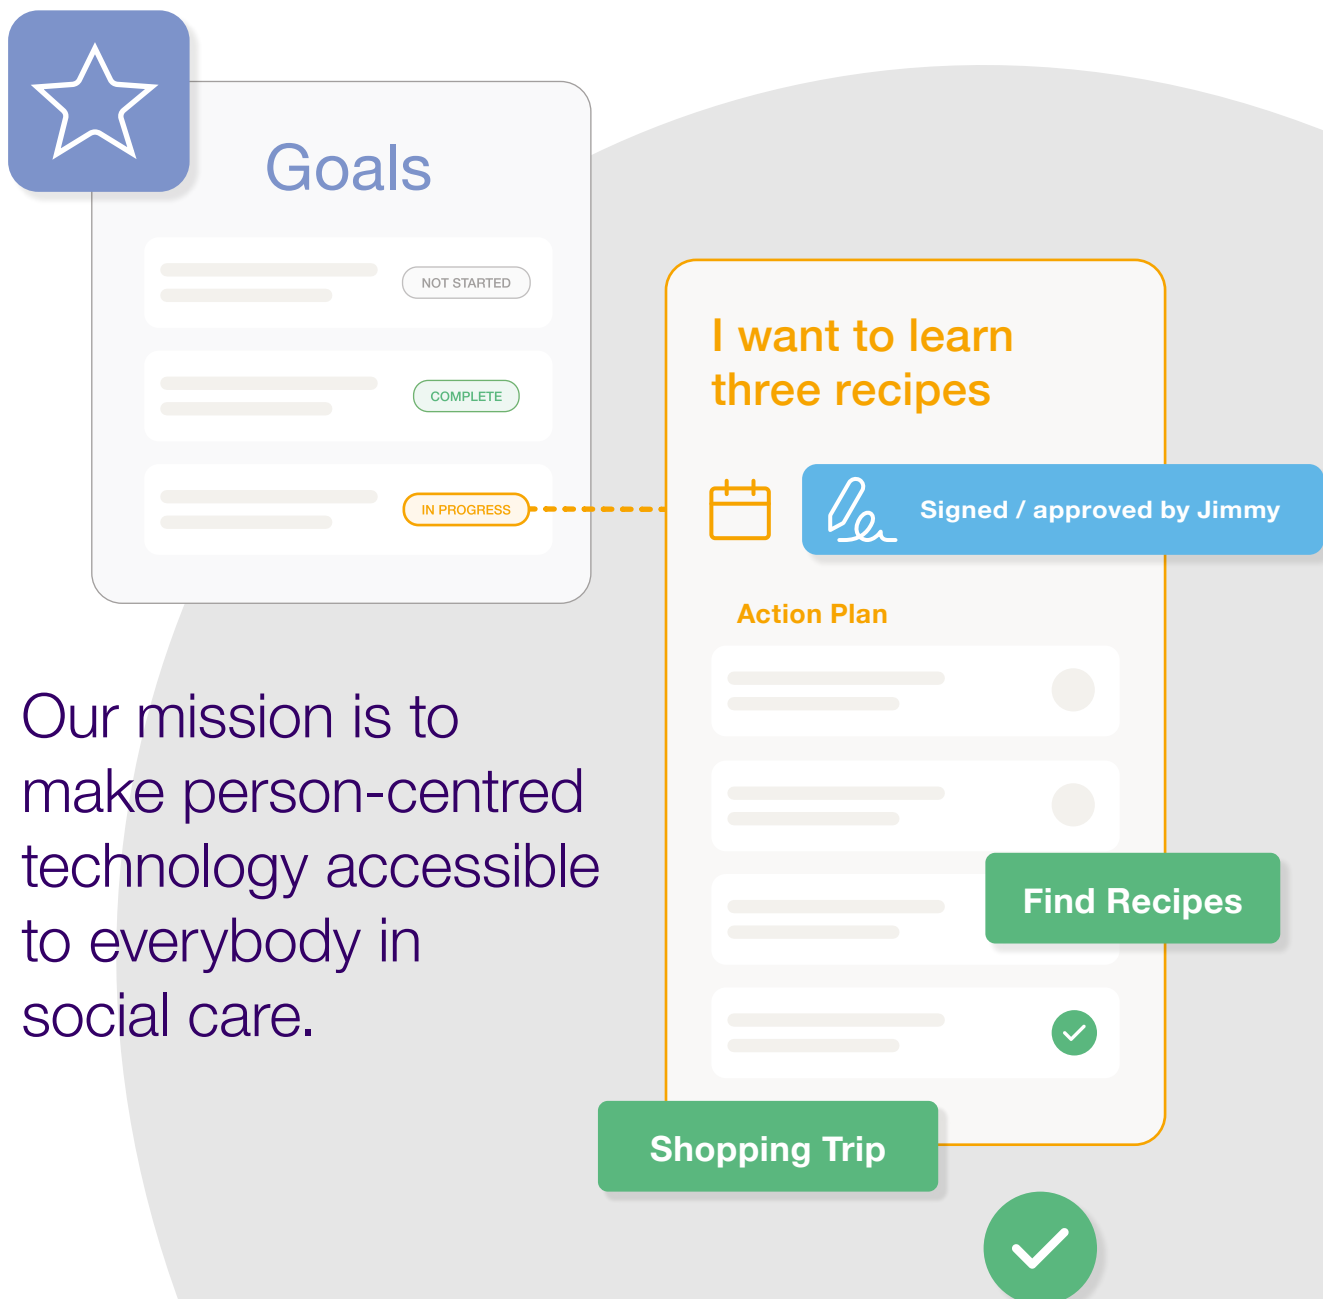 Goals
NOT STARTED
COMPLETE
IN PROGRESS
I want to learn
three recipes
Signed / approved by Jimmy
Action Plan
Find Recipes
Shopping Trip
Our mission is to
make person-centred
technology accessible
to everybody in
social care.